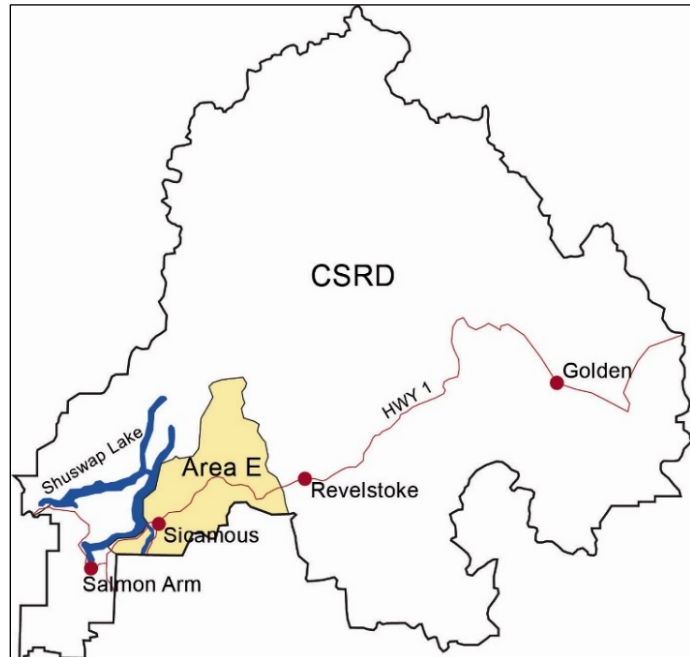 CSRD
Golden
HWY 1
Shuswap Lake
Area E
Revelstoke
Sicamous
Salmon Arm